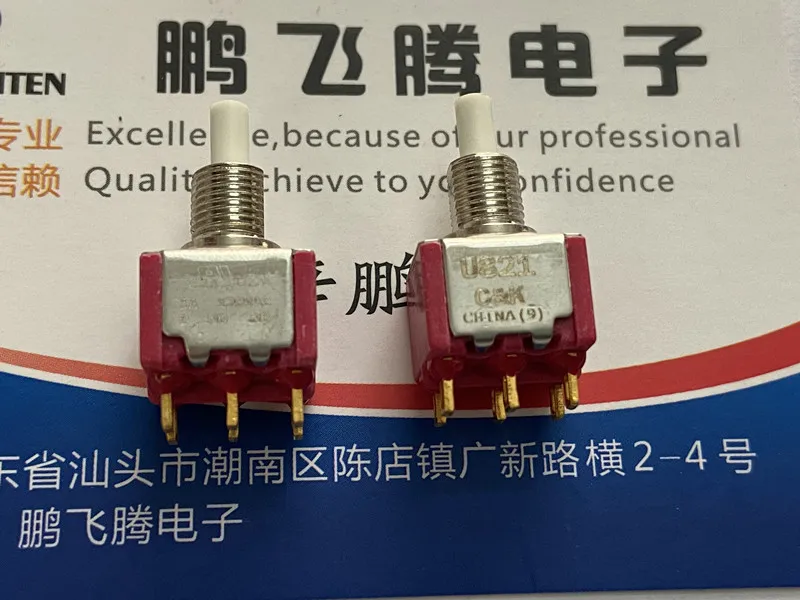 ITEN 鹏飞腾电子
专业 Excelle e,because of ur professional
信赖 Qualit chieve to yo onfidence
鹏
U821
C&K
CHINA(9)
东省汕头市潮南区陈店镇广新路横2-4号
鹏飞腾电子